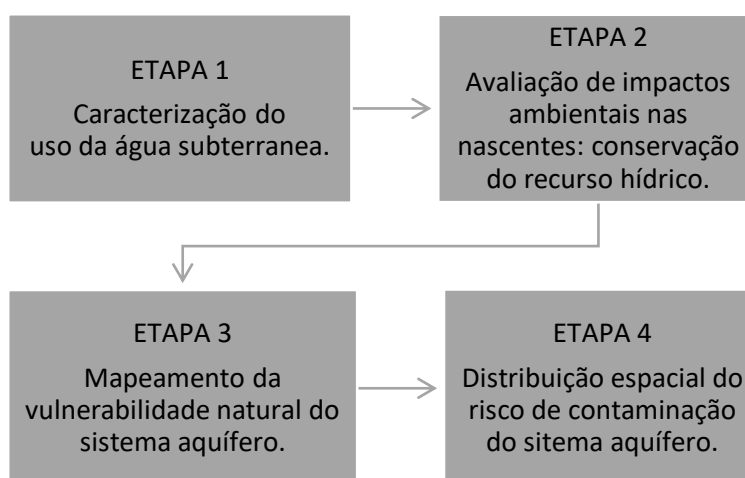 ETAPA 1
Caracterização do
uso da água subterranea.
ETAPA 2
Avaliação de impactos
ambientais nas
nascentes: conservação
do recurso hídrico.
ETAPA 3
Mapeamento da
vulnerabilidade natural do
sistema aquífero.
ETAPA 4
Distribuição espacial do
risco de contaminação
do sitema aquífero.